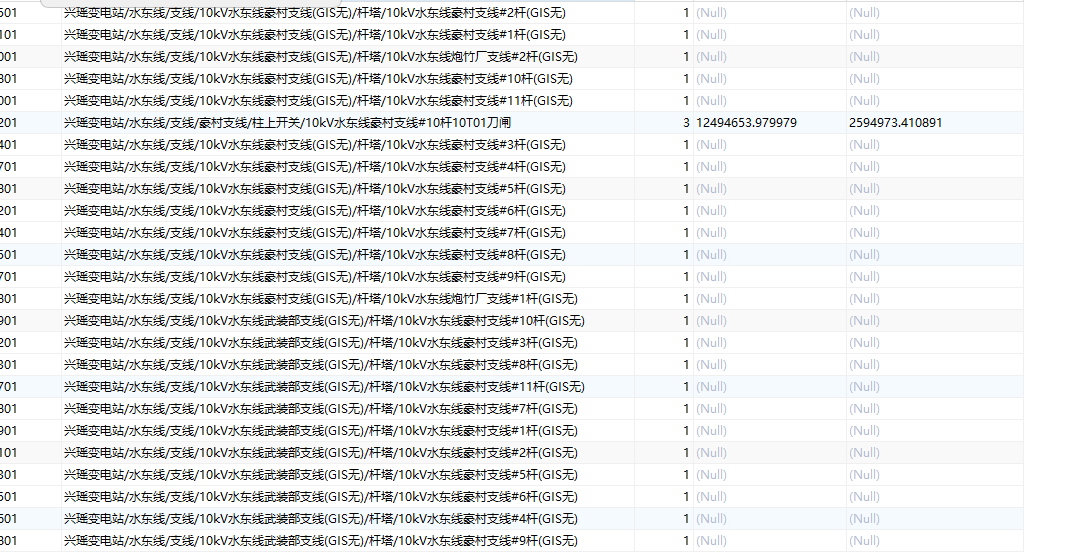 501 兴瑶变电站/水东线/支线/10kV水东线豪村支线(GIS无)/杆塔/10kV水东线豪村支线#2杆(GIS无) 1 (Null) (Null)
101 兴瑶变电站/水东线/支线/10kV水东线豪村支线(GIS无)/杆塔/10kV水东线豪村支线#1杆(GIS无) 1 (Null) (Null)
001 兴瑶变电站/水东线/支线/10kV水东线豪村支线(GIS无)/杆塔/10kV水东线炮竹厂支线#2杆(GIS无) 1 (Null) (Null)
801 兴瑶变电站/水东线/支线/10kV水东线豪村支线(GIS无)/杆塔/10kV水东线豪村支线#10杆(GIS无) 1 (Null) (Null)
001 兴瑶变电站/水东线/支线/10kV水东线豪村支线(GIS无)/杆塔/10kV水东线豪村支线#11杆(GIS无) 1 (Null) (Null)
201 兴瑶变电站/水东线/支线/豪村支线/柱上开关/10kV水东线豪村支线#10杆10T01刀闸 3 12494653.979979 2594973.410891
401 兴瑶变电站/水东线/支线/10kV水东线豪村支线(GIS无)/杆塔/10kV水东线豪村支线#3杆(GIS无) 1 (Null) (Null)
701 兴瑶变电站/水东线/支线/10kV水东线豪村支线(GIS无)/杆塔/10kV水东线豪村支线#4杆(GIS无) 1 (Null) (Null)
801 兴瑶变电站/水东线/支线/10kV水东线豪村支线(GIS无)/杆塔/10kV水东线豪村支线#5杆(GIS无) 1 (Null) (Null)
201 兴瑶变电站/水东线/支线/10kV水东线豪村支线(GIS无)/杆塔/10kV水东线豪村支线#6杆(GIS无) 1 (Null) (Null)
401 兴瑶变电站/水东线/支线/10kV水东线豪村支线(GIS无)/杆塔/10kV水东线豪村支线#7杆(GIS无) 1 (Null) (Null)
501 兴瑶变电站/水东线/支线/10kV水东线豪村支线(GIS无)/杆塔/10kV水东线豪村支线#8杆(GIS无) 1 (Null) (Null)
701 兴瑶变电站/水东线/支线/10kV水东线豪村支线(GIS无)/杆塔/10kV水东线豪村支线#9杆(GIS无) 1 (Null) (Null)
801 兴瑶变电站/水东线/支线/10kV水东线豪村支线(GIS无)/杆塔/10kV水东线炮竹厂支线#1杆(GIS无) 1 (Null) (Null)
901 兴瑶变电站/水东线/支线/10kV水东线武装部支线(GIS无)/杆塔/10kV水东线豪村支线#10杆(GIS无) 1 (Null) (Null)
201 兴瑶变电站/水东线/支线/10kV水东线武装部支线(GIS无)/杆塔/10kV水东线豪村支线#3杆(GIS无) 1 (Null) (Null)
801 兴瑶变电站/水东线/支线/10kV水东线武装部支线(GIS无)/杆塔/10kV水东线豪村支线#8杆(GIS无) 1 (Null) (Null)
701 兴瑶变电站/水东线/支线/10kV水东线武装部支线(GIS无)/杆塔/10kV水东线豪村支线#11杆(GIS无) 1 (Null) (Null)
801 兴瑶变电站/水东线/支线/10kV水东线武装部支线(GIS无)/杆塔/10kV水东线豪村支线#7杆(GIS无) 1 (Null) (Null)
901 兴瑶变电站/水东线/支线/10kV水东线武装部支线(GIS无)/杆塔/10kV水东线豪村支线#1杆(GIS无) 1 (Null) (Null)
101 兴瑶变电站/水东线/支线/10kV水东线武装部支线(GIS无)/杆塔/10kV水东线豪村支线#2杆(GIS无) 1 (Null) (Null)
801 兴瑶变电站/水东线/支线/10kV水东线武装部支线(GIS无)/杆塔/10kV水东线豪村支线#5杆(GIS无) 1 (Null) (Null)
501 兴瑶变电站/水东线/支线/10kV水东线武装部支线(GIS无)/杆塔/10kV水东线豪村支线#6杆(GIS无) 1 (Null) (Null)
601 兴瑶变电站/水东线/支线/10kV水东线武装部支线(GIS无)/杆塔/10kV水东线豪村支线#4杆(GIS无) 1 (Null) (Null)
801 兴瑶变电站/水东线/支线/10kV水东线武装部支线(GIS无)/杆塔/10kV水东线豪村支线#9杆(GIS无) 1 (Null) (Null)